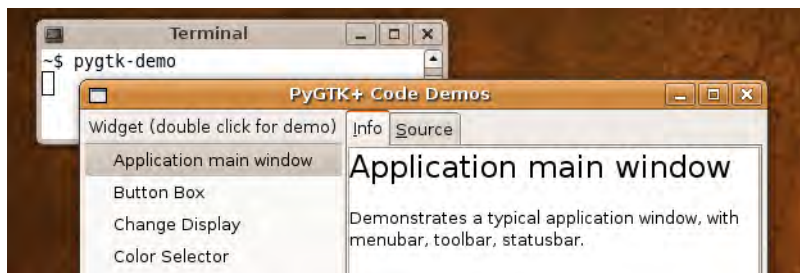 Terminal
~$ pygtk-demo
PyGTK+ Code Demos
Widget (double click for demo)
Application main window
Button Box
Change Display
Color Selector
Info
Source
Application main window
Demonstrates a typical application window, with
menubar, toolbar, statusbar.